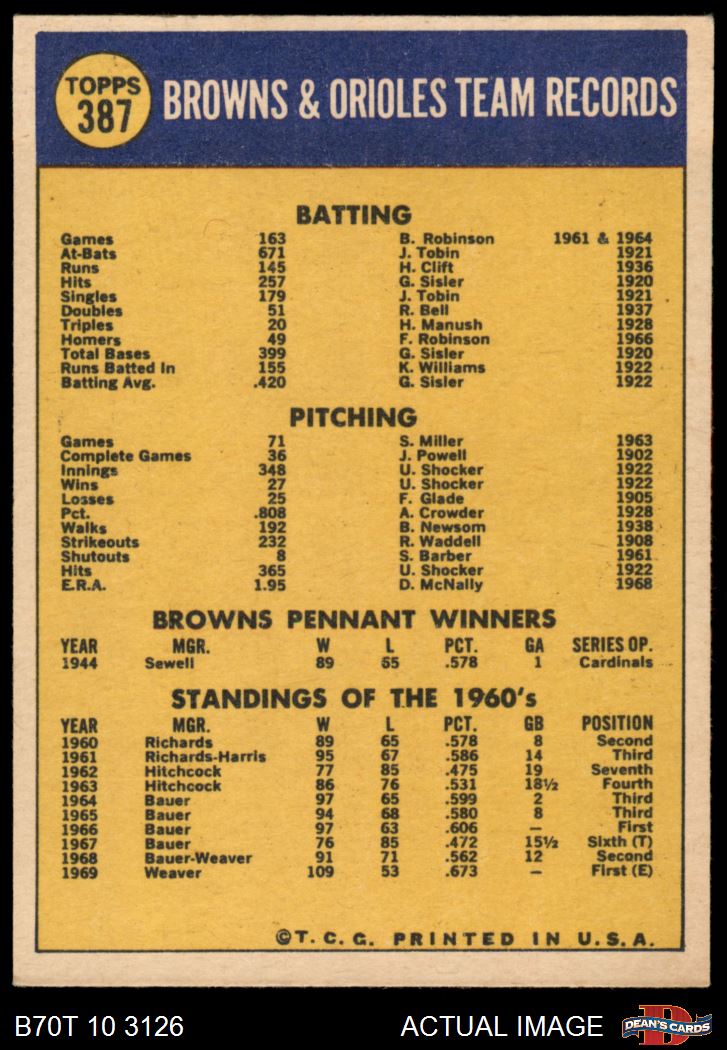 TOPPS
387
BROWNS & ORIOLES TEAM RECORDS
BATTING
Games 163 B. Robinson 1961 & 1964
At-Bats 671 J. Tobin 1921
Runs 145 H. Clift 1936
Hits 257 G. Sisler 1920
Singles 179 J. Tobin 1921
Doubles 51 R. Bell 1937
Triples 20 H. Manush 1928
Homers 49 F. Robinson 1966
Total Bases 399 G. Sisler 1920
Runs Batted In 155 K. Williams 1922
Batting Avg. .420 G. Sisler 1922
PITCHING
Games 71 S. Miller 1963
Complete Games 36 J. Powell 1902
Innings 348 U. Shocker 1922
Wins 27 U. Shocker 1922
Losses 25 F. Glade 1905
Pct. .808 A. Crowder 1928
Walks 192 B. Newsom 1938
Strikeouts 232 R. Waddell 1908
Shutouts 8 S. Barber 1961
Hits 365 U. Shocker 1922
E.R.A. 1.95 D. McNally 1968
BROWNS PENNANT WINNERS
YEAR MGR. W L PCT. GA SERIES OP.
1944 Sewell 89 65 .578 1 Cardinals
STANDINGS OF THE 1960's
YEAR MGR. W L PCT. GB POSITION
1960 Richards 89 65 .578 8 Second
1961 Richards-Harris 95 67 .586 14 Third
1962 Hitchcock 77 85 .475 19 Seventh
1963 Hitchcock 86 76 .531 18½ Fourth
1964 Bauer 97 65 .599 2 Third
1965 Bauer 94 68 .580 8 Third
1966 Bauer 97 63 .606 — First
1967 Bauer 76 85 .472 15½ Sixth (T)
1968 Bauer-Weaver 91 71 .562 12 Second
1969 Weaver 109 53 .673 — First (E)
©T. C. G. PRINTED IN U. S. A.
B70T 10 3126 ACTUAL IMAGE
DEAN'S CARDS